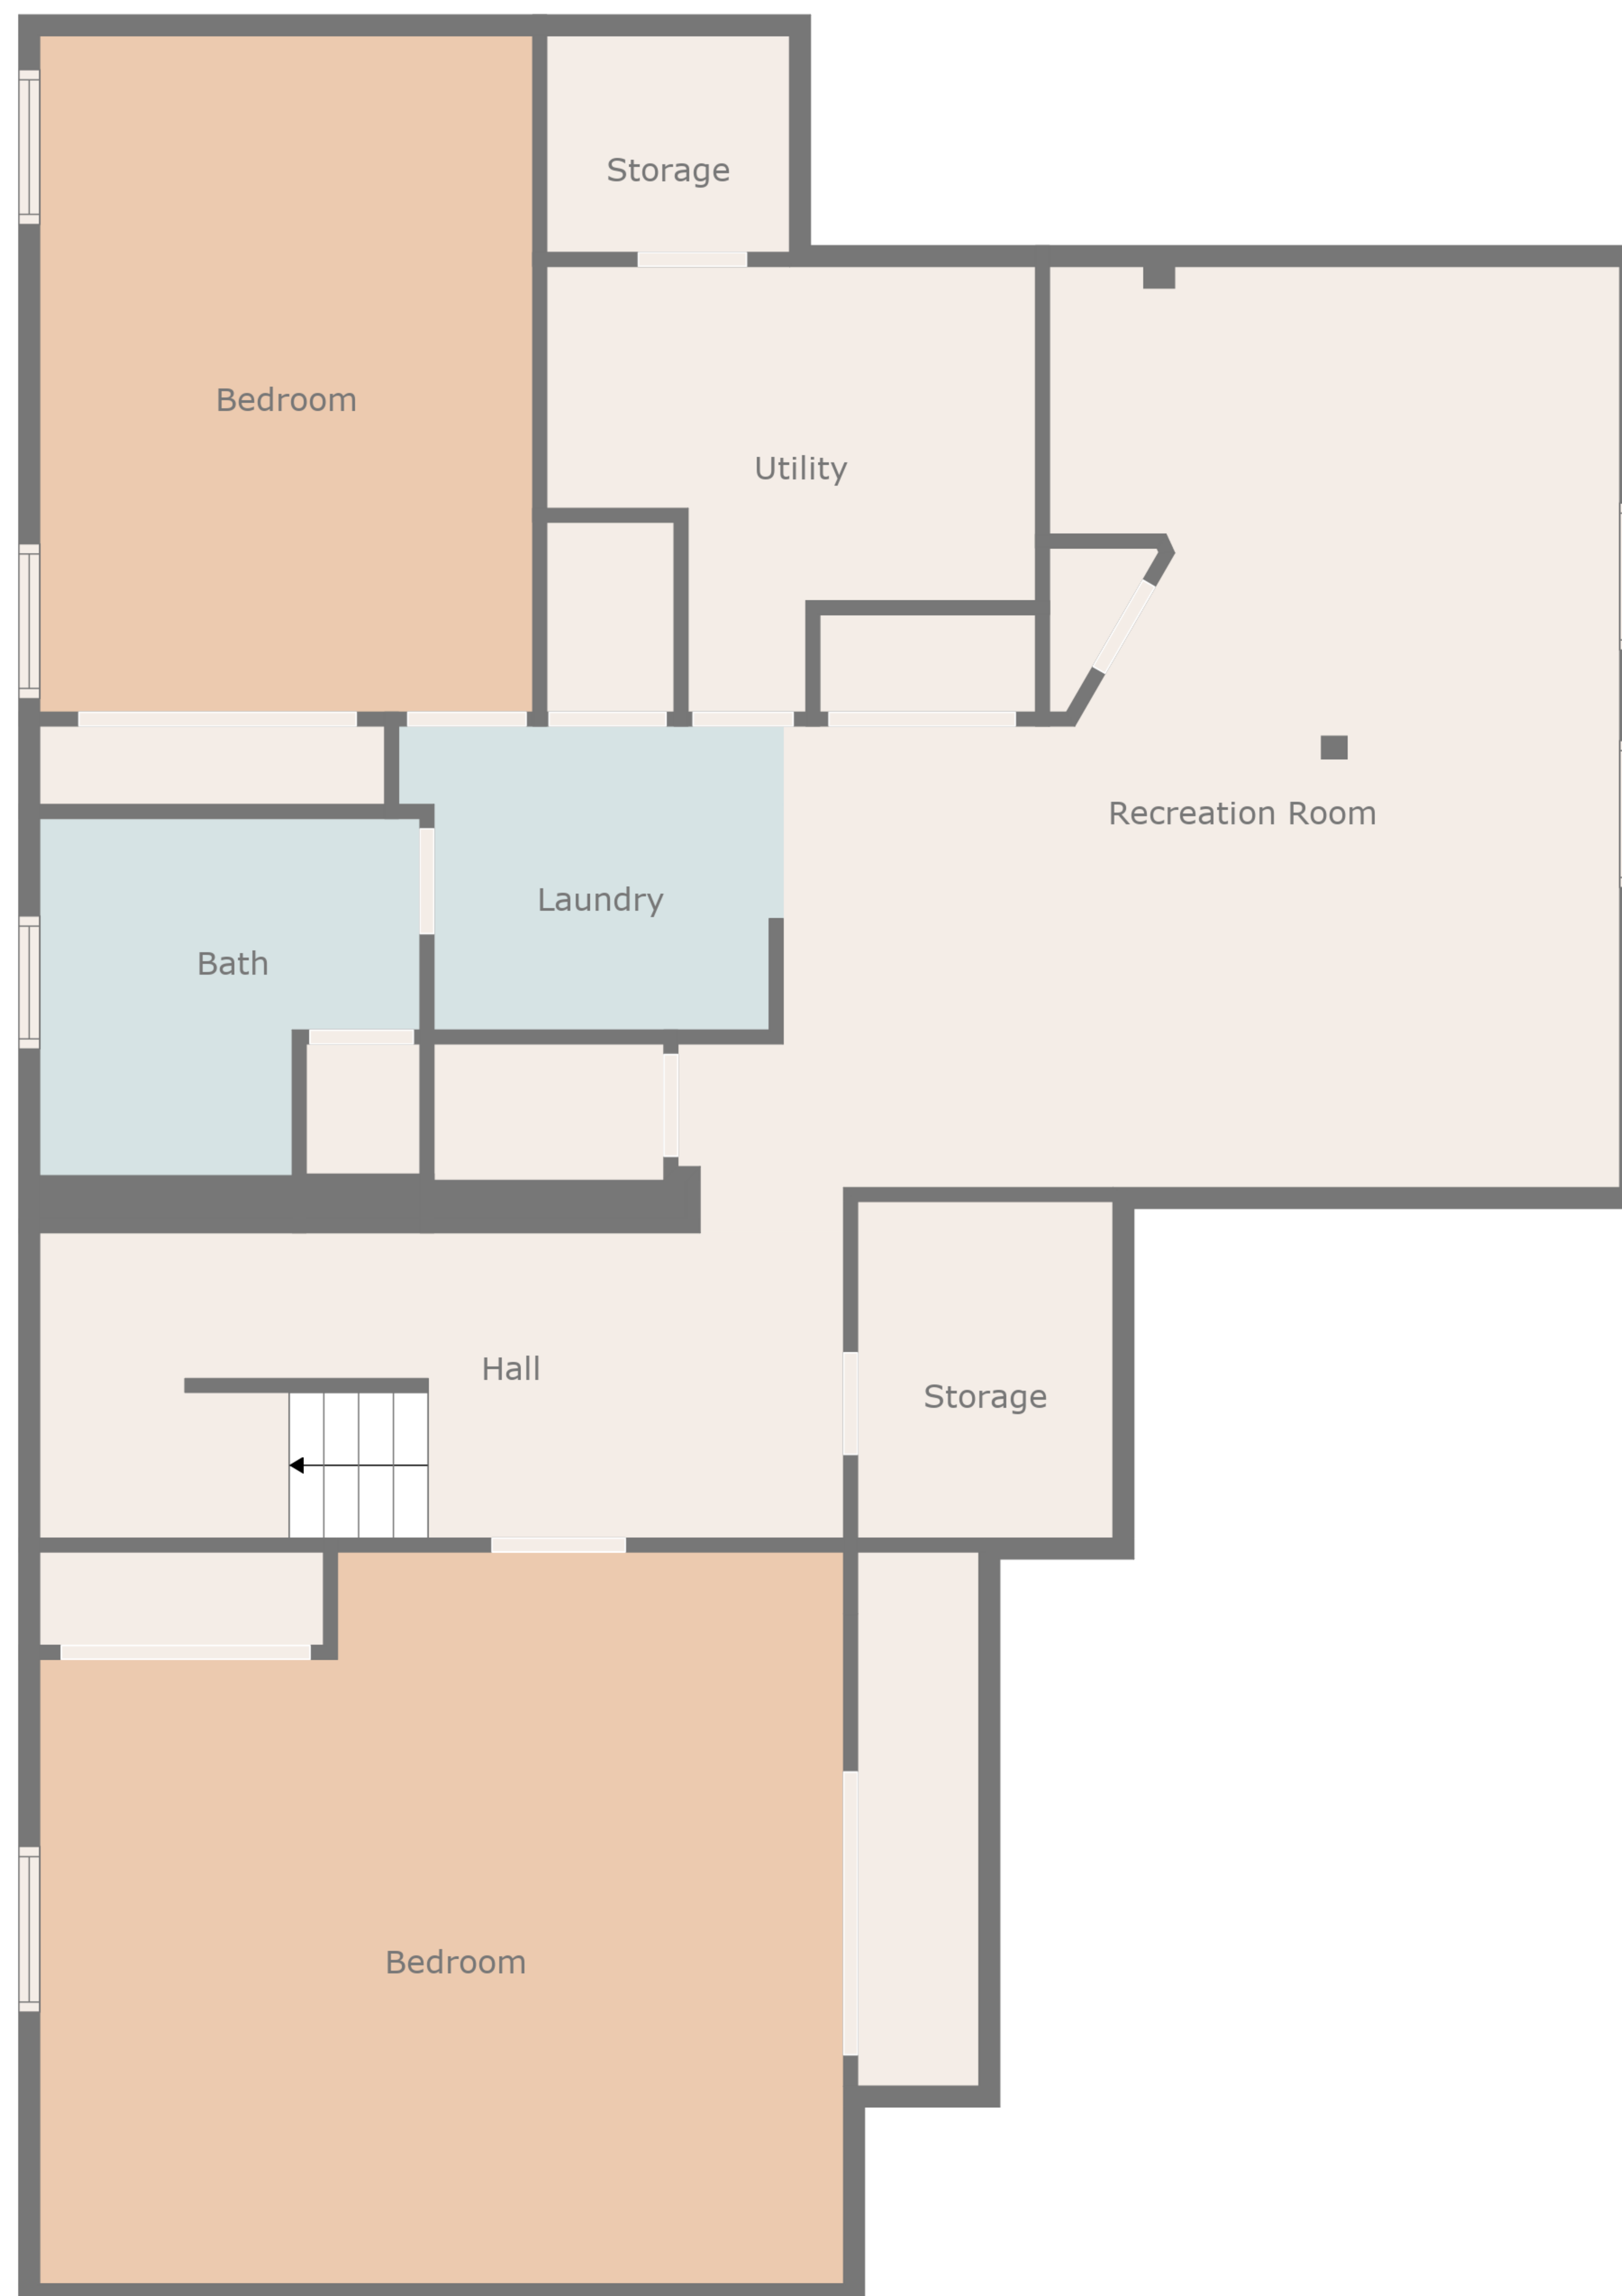 Storage
Bedroom
Utility
Recreation Room
Laundry
Bath
Hall
Storage
Bedroom